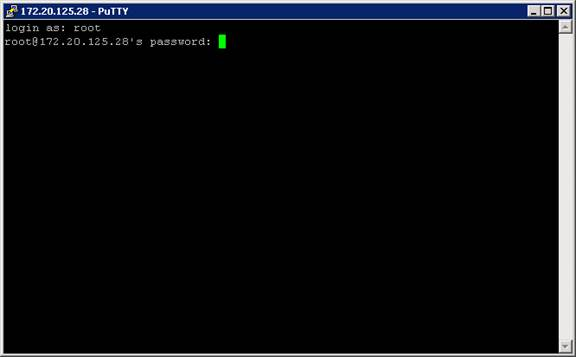 172.20.125.28 - PuTTY
login as: root
root@172.20.125.28's password: